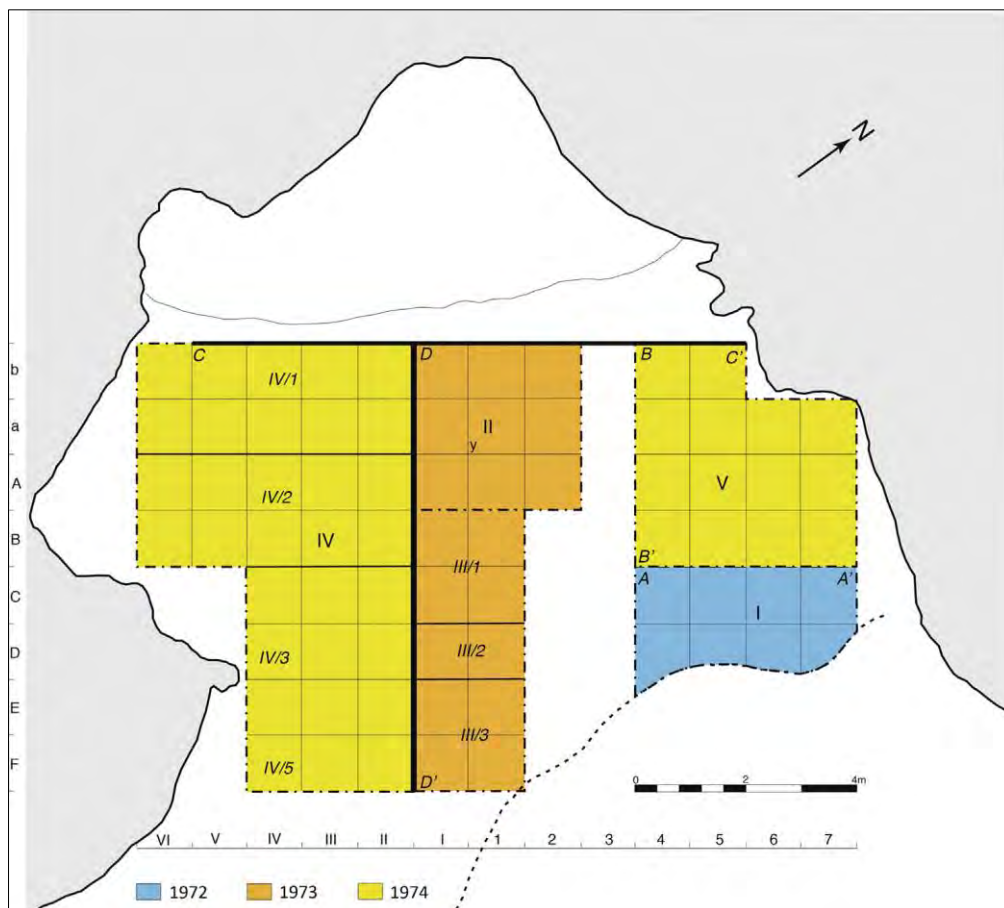 N
b C IV/1 D B C'
a II
y
A IV/2 V
B IV B'
C III/1 A A'
I
D IV/3 III/2
E III/3
F IV/5 D'
0 2 4m
VI V IV III II I 1 2 3 4 5 6 7
1972 1973 1974